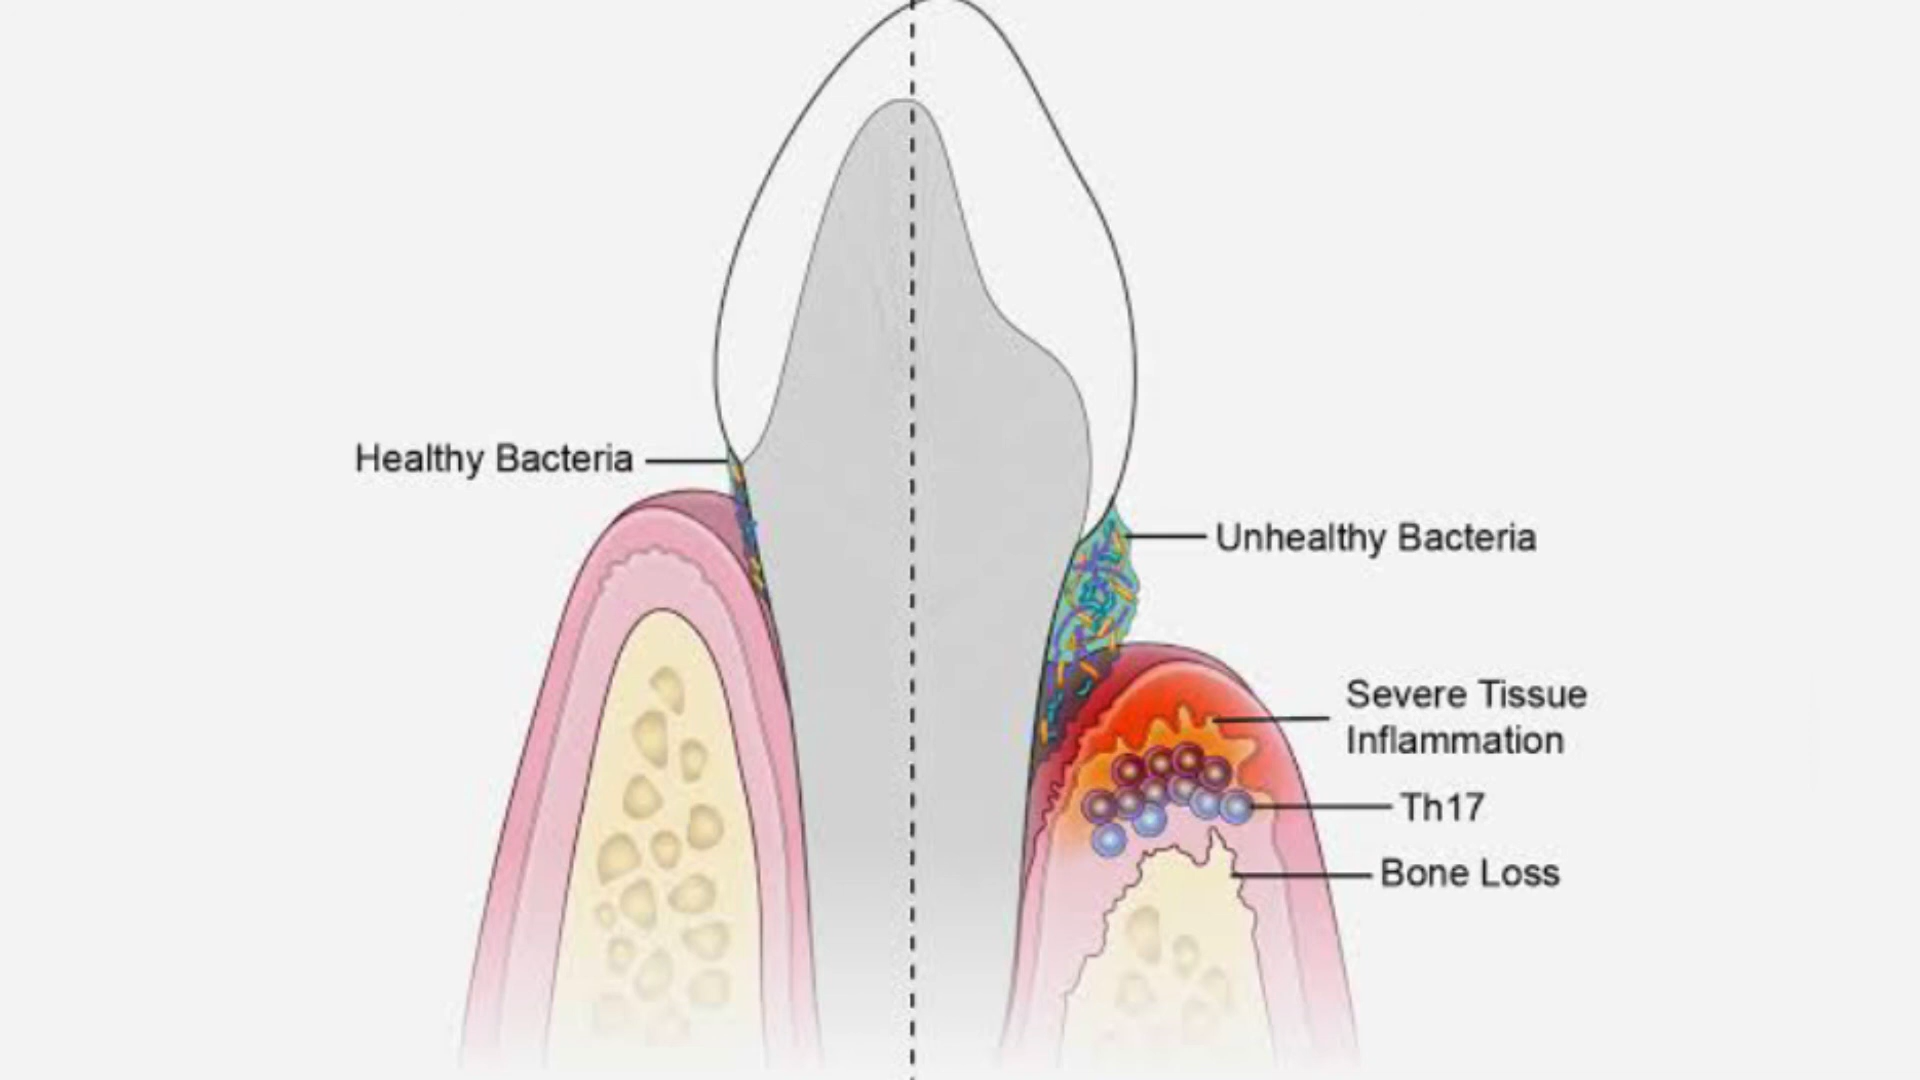 Healthy Bacteria
Unhealthy Bacteria
Severe Tissue
Inflammation
Th17
Bone Loss